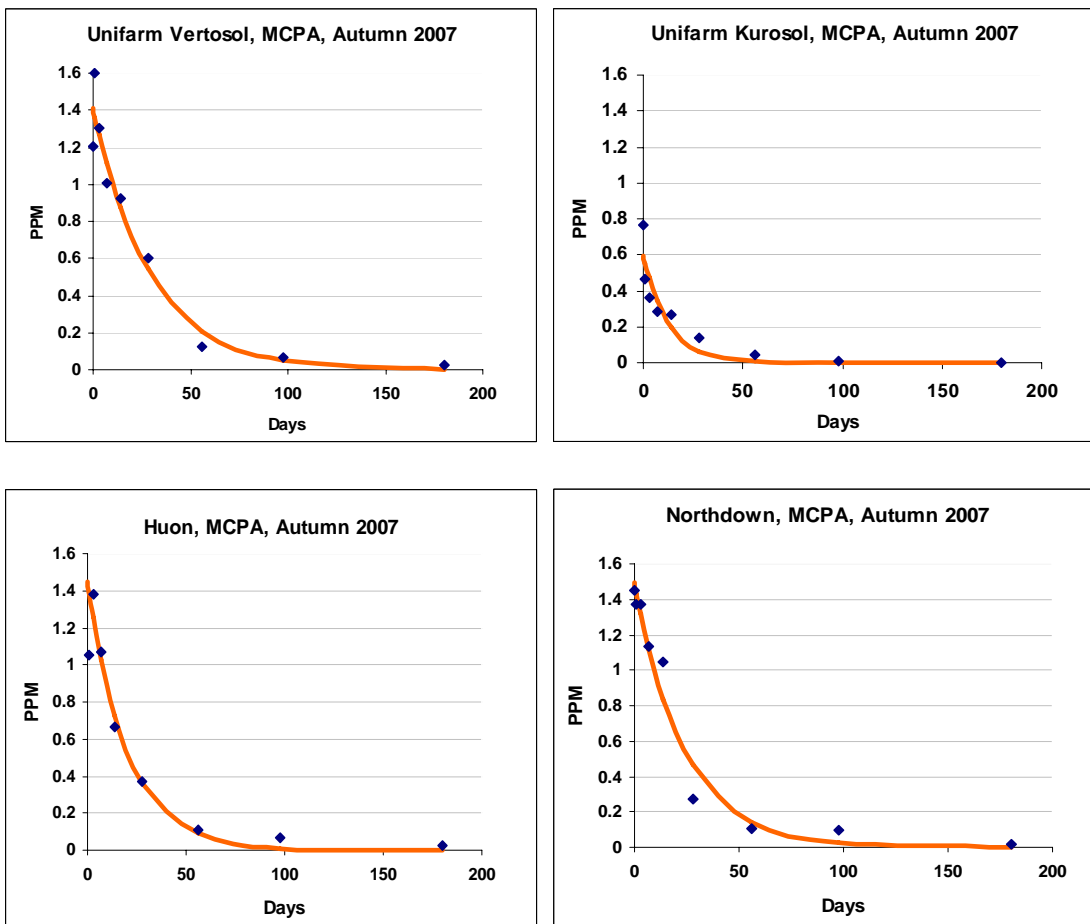 Unifarm Vertosol, MCPA, Autumn 2007
PPM
1.6
1.4
1.2
1
0.8
0.6
0.4
0.2
0
0 50 100 150 200
Days
Unifarm Kurosol, MCPA, Autumn 2007
PPM
1.6
1.4
1.2
1
0.8
0.6
0.4
0.2
0
0 50 100 150 200
Days
Huon, MCPA, Autumn 2007
PPM
1.6
1.4
1.2
1
0.8
0.6
0.4
0.2
0
0 50 100 150 200
Days
Northdown, MCPA, Autumn 2007
PPM
1.6
1.4
1.2
1
0.8
0.6
0.4
0.2
0
0 50 100 150 200
Days